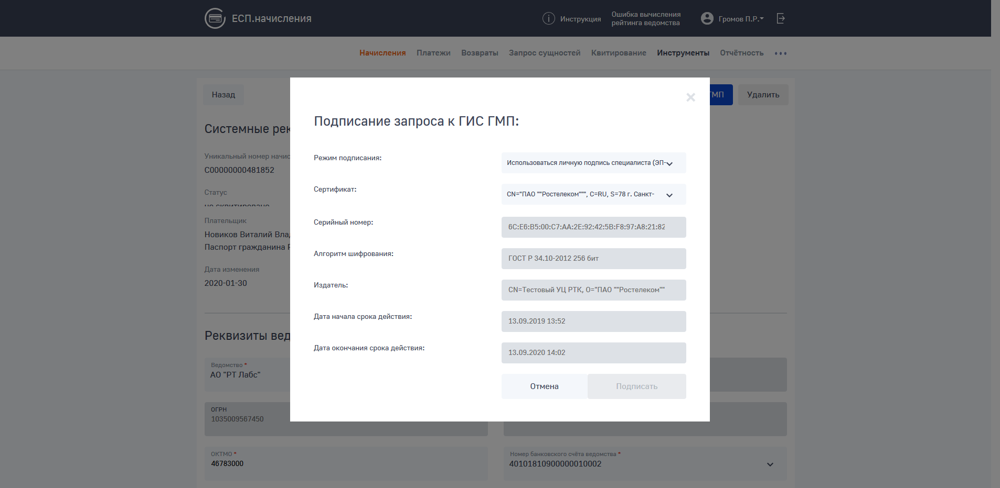 ЕСП.начисления
Инструкция
Ошибка вычисления
рейтинга ведомства
Громов П.Р.
Начисления Платежи Возвраты Запрос сущностей Квитирование Инструменты Отчётность
Назад
ГМП
Удалить
Системные рек
Уникальный номер начис
С00000000481852
Статус
не сквитировано
Плательщик
Новиков Виталий Вла
Паспорт гражданина
Дата изменения
2020-01-30
Реквизиты вед
Ведомство *
АО "РТ Лабс"
ОГРН
1035009567450
ОКТМО *
46783000
Номер банковского счёта ведомства *
40101810900000010002
Подписание запроса к ГИС ГМП:
Режим подписания:
Использоваться личную подпись специалиста (ЭП-
Сертификат:
CN="ПАО ""Ростелеком""", C=RU, S=78 г. Санкт-
Серийный номер:
6C:E6:B5:00:C7:AA:2E:92:42:5B:F8:97:A8:21:82
Алгоритм шифрования:
ГОСТ Р 34.10-2012 256 бит
Издатель:
CN=Тестовый УЦ РТК, O="ПАО ""Ростелеком""
Дата начала срока действия:
13.09.2019 13:52
Дата окончания срока действия:
13.09.2020 14:02
Отмена
Подписать